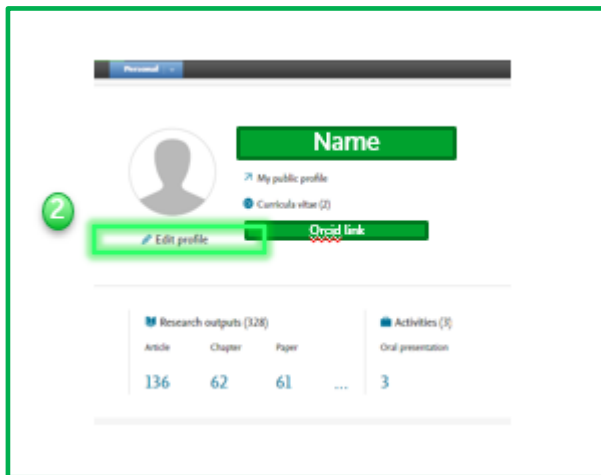 Personal
Name
My public profile
Curricula vitae (2)
2
Edit profile
Orcid link
Research outputs (328)
Activities (3)
Article Chapter Paper
Oral presentation
136 62 61 ...
3